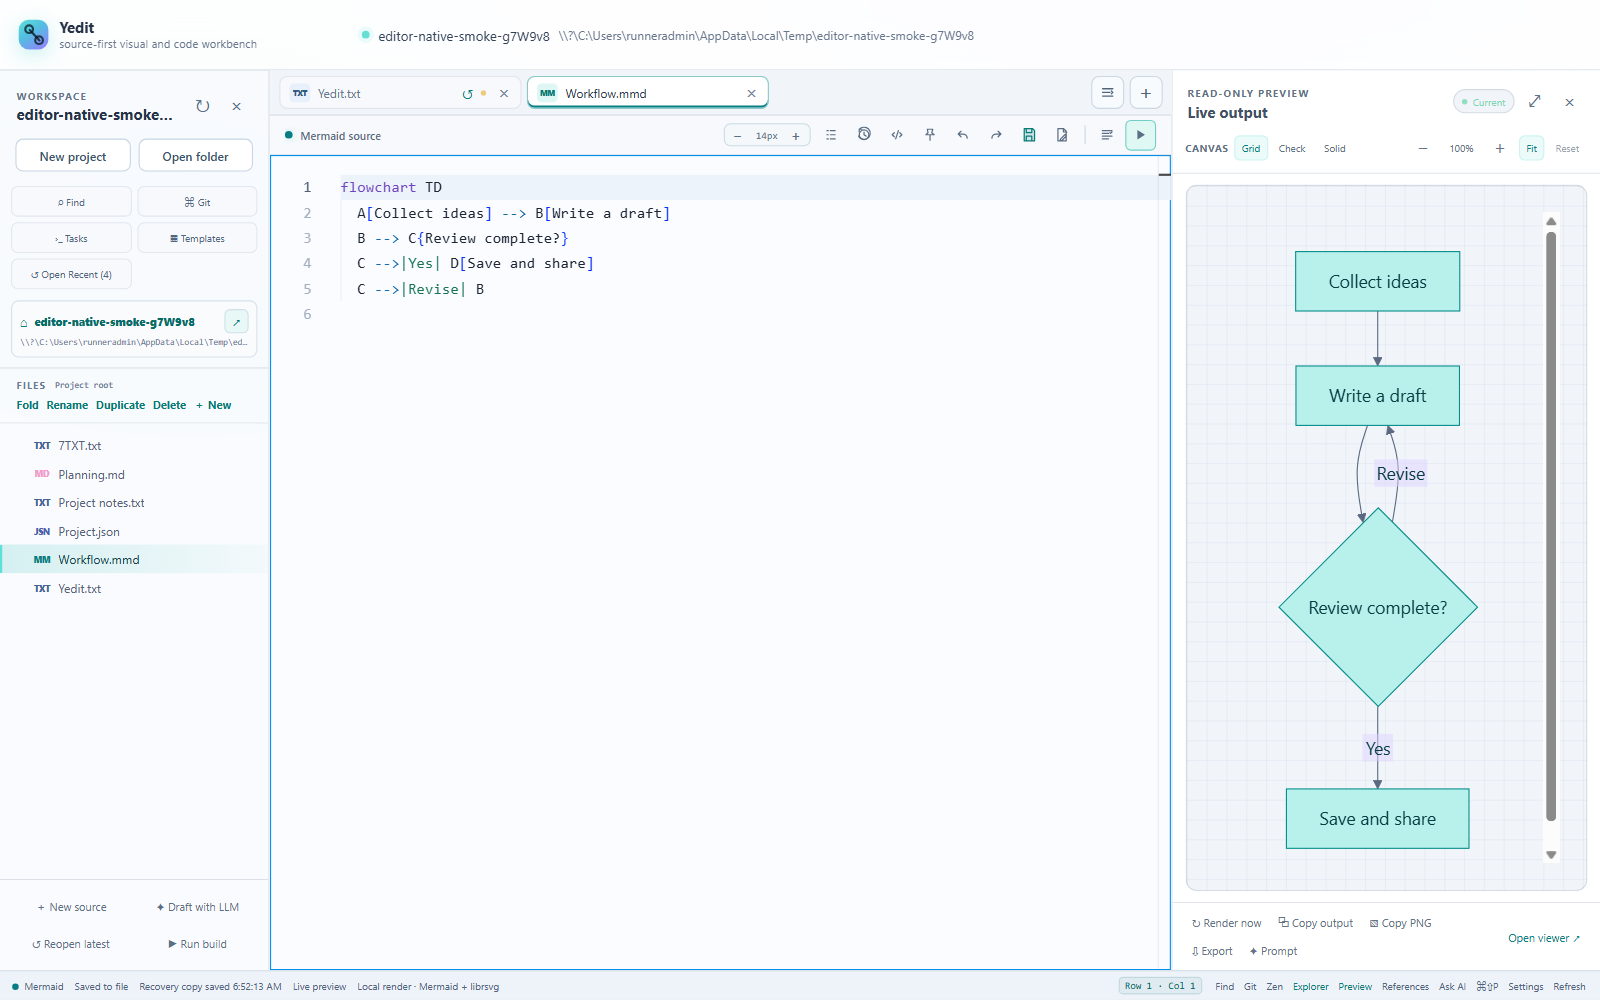 Yedit
source-first visual and code workbench
editor-native-smoke-g7W9v8 \\?\C:\Users\runneradmin\AppData\Local\Temp\editor-native-smoke-g7W9v8
WORKSPACE
editor-native-smoke...
New project
Open folder
Find
Git
Tasks
Templates
Open Recent (4)
editor-native-smoke-g7W9v8
\\?\C:\Users\runneradmin\AppData\Local\Temp\ed...
FILES Project root
Fold Rename Duplicate Delete + New
TXT 7TXT.txt
MD Planning.md
TXT Project notes.txt
JSN Project.json
MM Workflow.mmd
TXT Yedit.txt
+ New source
Draft with LLM
Reopen latest
Run build
TXT Yedit.txt
MM Workflow.mmd
Mermaid source
14px
1 flowchart TD
2 A[Collect ideas] --> B[Write a draft]
3 B --> C{Review complete?}
4 C -->|Yes| D[Save and share]
5 C -->|Revise| B
6
READ-ONLY PREVIEW
Live output
Current
CANVAS Grid Check Solid
100%
Fit Reset
Collect ideas
Write a draft
Revise
Review complete?
Yes
Save and share
Render now
Copy output
Copy PNG
Export
Prompt
Open viewer
Mermaid Saved to file Recovery copy saved 6:52:13 AM Live preview Local render · Mermaid + librsvg
Row 1 · Col 1 Find Git Zen Explorer Preview References Ask AI ⌘⇧P Settings Refresh